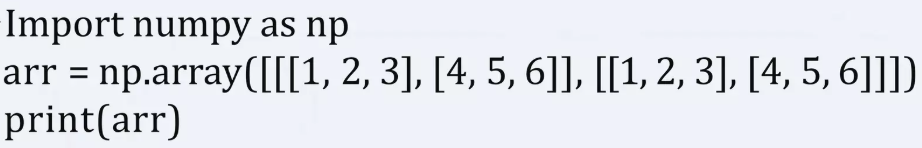 Import numpy as np
arr = np.array([[[1, 2, 3], [4, 5, 6]], [[1, 2, 3], [4, 5, 6]]])
print(arr)